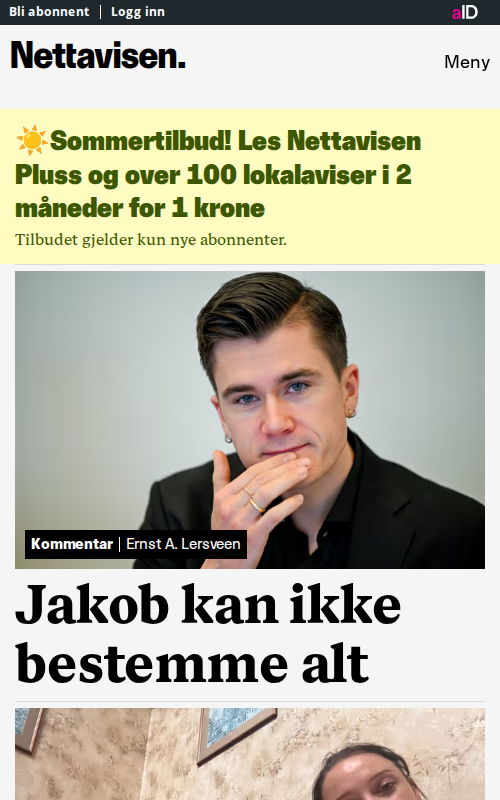 Bli abonnent | Logg inn
aID
Nettavisen.
Meny
☀️Sommertilbud! Les Nettavisen
Pluss og over 100 lokalaviser i 2
måneder for 1 krone
Tilbudet gjelder kun nye abonnenter.
Kommentar | Ernst A. Lersveen
Jakob kan ikke
bestemme alt